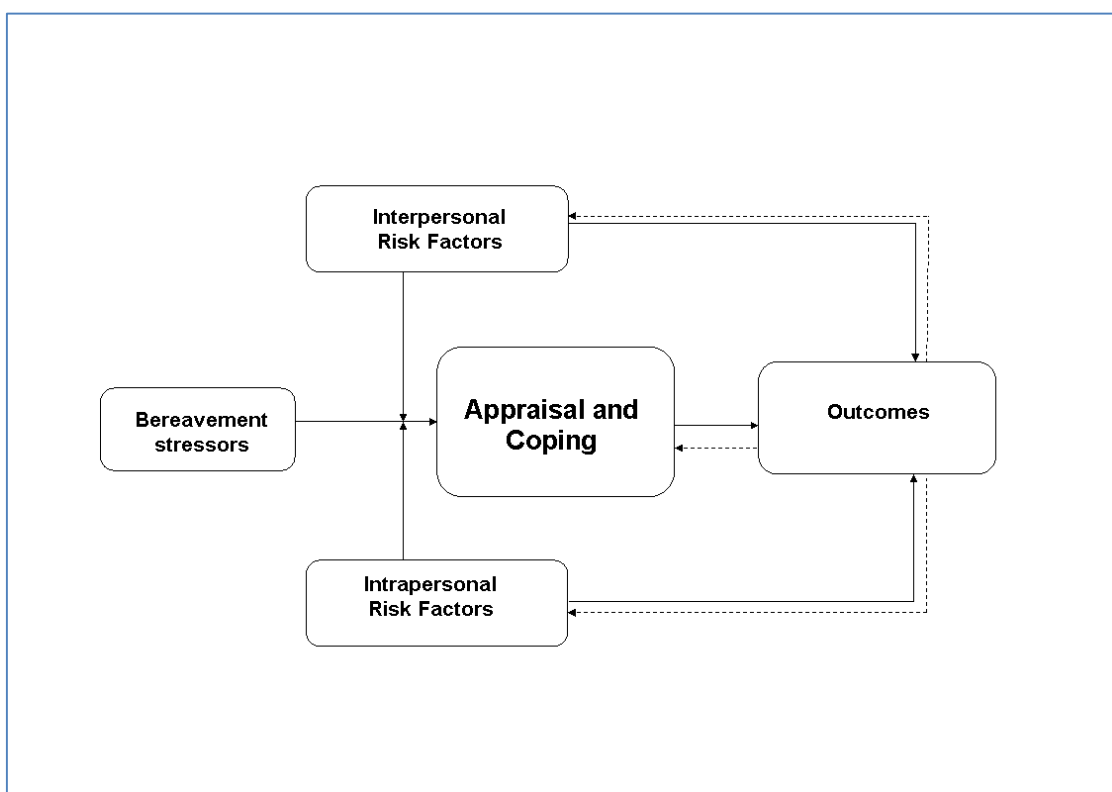 Interpersonal
Risk Factors
Bereavement
stressors
Appraisal and
Coping
Outcomes
Intrapersonal
Risk Factors